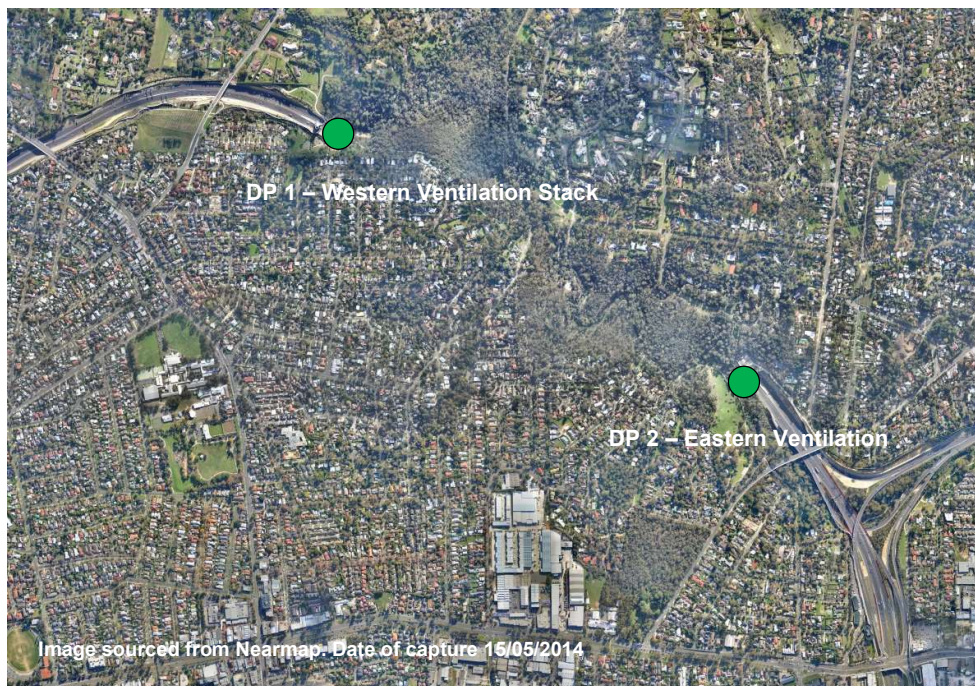 DP 1 – Western Ventilation Stack
DP 2 – Eastern Ventilation
Image sourced from Nearmap. Date of capture 15/05/2014